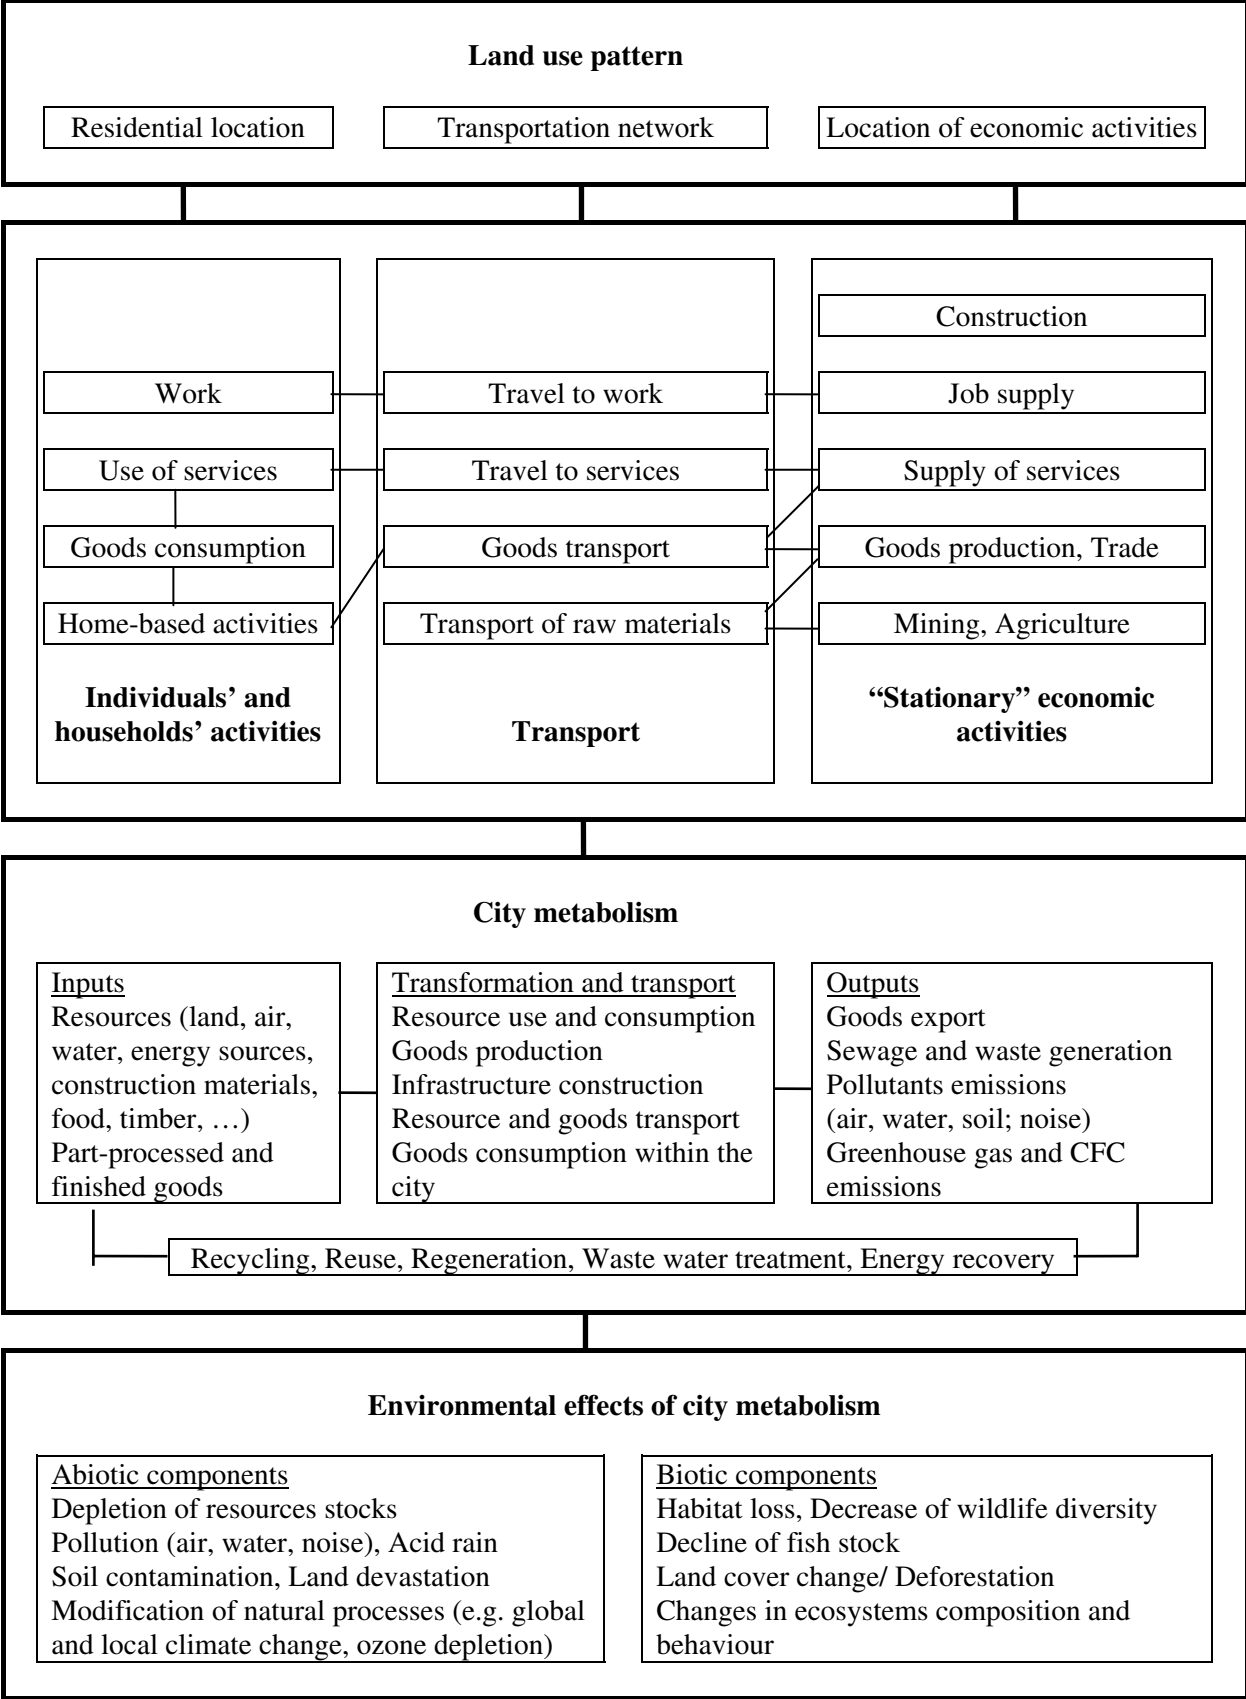 Land use pattern
Residential location
Transportation network
Location of economic activities
Construction
Work
Travel to work
Job supply
Use of services
Travel to services
Supply of services
Goods consumption
Goods transport
Goods production, Trade
Home-based activities
Transport of raw materials
Mining, Agriculture
Individuals’ and
households’ activities
Transport
“Stationary” economic
activities
City metabolism
Inputs
Resources (land, air,
water, energy sources,
construction materials,
food, timber, …)
Part-processed and
finished goods
Transformation and transport
Resource use and consumption
Goods production
Infrastructure construction
Resource and goods transport
Goods consumption within the
city
Outputs
Goods export
Sewage and waste generation
Pollutants emissions
(air, water, soil; noise)
Greenhouse gas and CFC
emissions
Recycling, Reuse, Regeneration, Waste water treatment, Energy recovery
Environmental effects of city metabolism
Abiotic components
Depletion of resources stocks
Pollution (air, water, noise), Acid rain
Soil contamination, Land devastation
Modification of natural processes (e.g. global
and local climate change, ozone depletion)
Biotic components
Habitat loss, Decrease of wildlife diversity
Decline of fish stock
Land cover change/ Deforestation
Changes in ecosystems composition and
behaviour